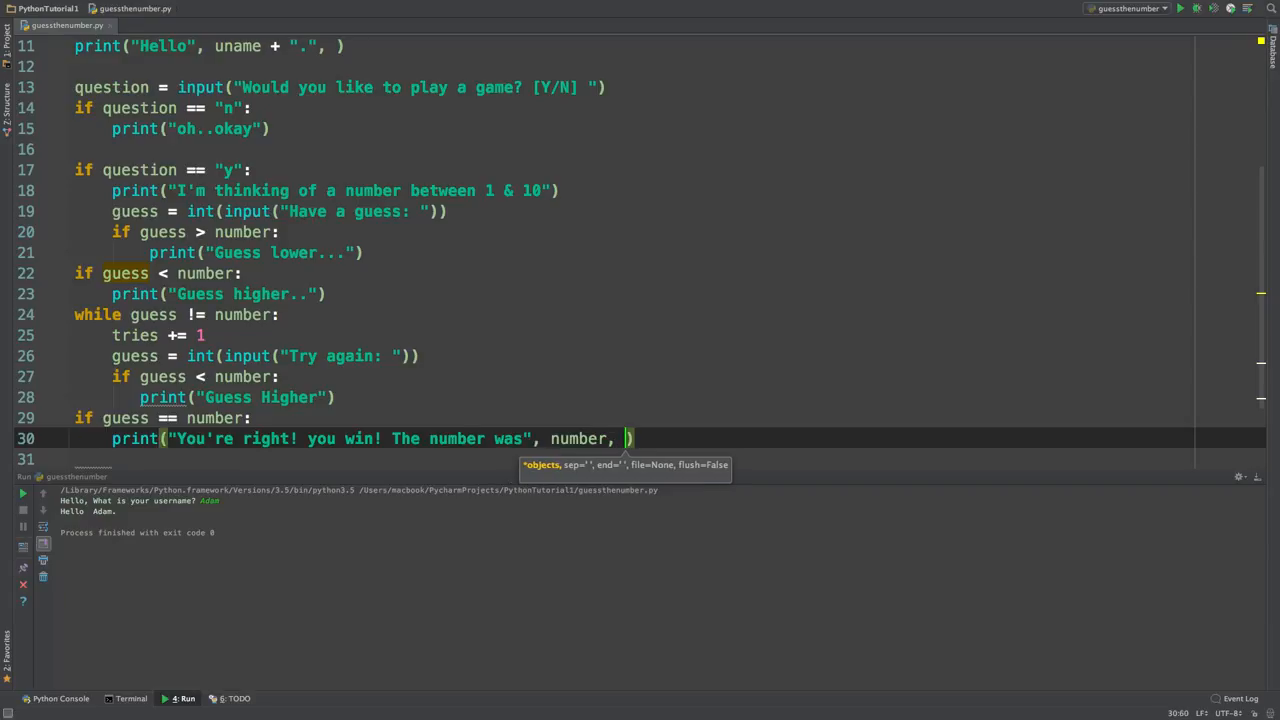 PythonTutorial1 guessthenumber.py guessthenumber
guessthenumber.py
1: Project
Z: Structure
Database
11 print("Hello", uname + ".", )
12
13 question = input("Would you like to play a game? [Y/N] ")
14 if question == "n":
15 print("oh..okay")
16
17 if question == "y":
18 print("I'm thinking of a number between 1 & 10")
19 guess = int(input("Have a guess: "))
20 if guess > number:
21 print("Guess lower...")
22 if guess < number:
23 print("Guess higher..")
24 while guess != number:
25 tries += 1
26 guess = int(input("Try again: "))
27 if guess < number:
28 print("Guess Higher")
29 if guess == number:
30 print("You're right! you win! The number was", number, )
31
*objects, sep=' ', end='', file=None, flush=False
Run guessthenumber
/Library/Frameworks/Python.framework/Versions/3.5/bin/python3.5 /Users/macbook/PycharmProjects/PythonTutorial1/guessthenumber.py
Hello, What is your username? Adam
Hello  Adam.
Process finished with exit code 0
2: Favorites
Python Console Terminal 4: Run 6: TODO Event Log
30:60 LF÷ UTF-8÷